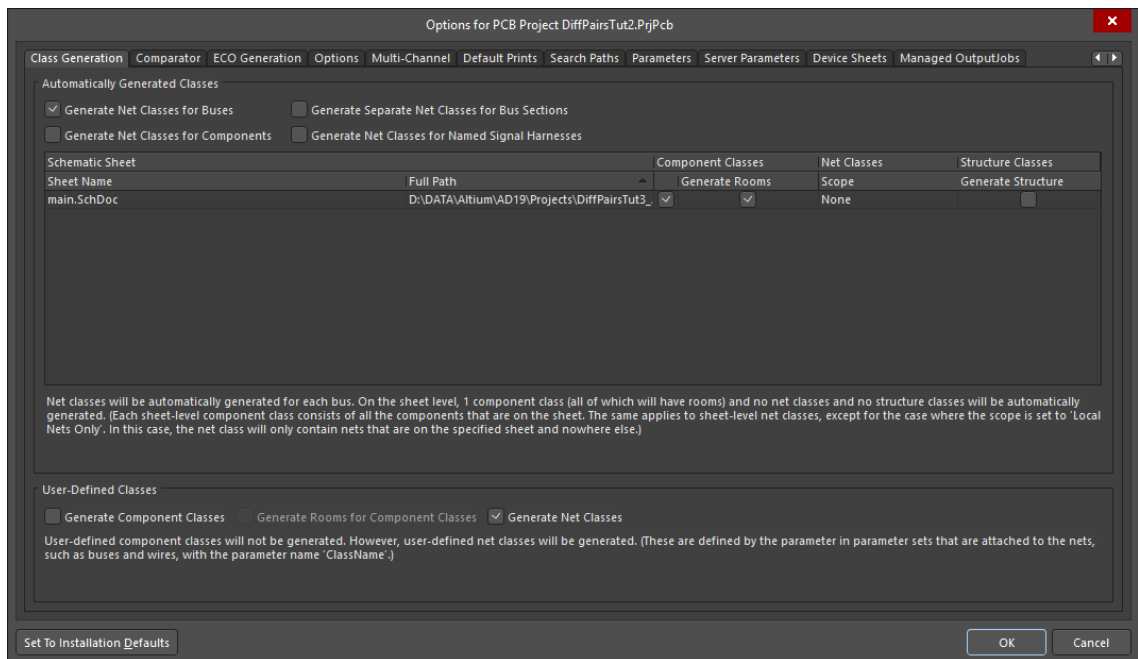 Options for PCB Project DiffPairsTut2.PrjPcb
Class Generation Comparator ECO Generation Options Multi-Channel Default Prints Search Paths Parameters Server Parameters Device Sheets Managed OutputJobs
Automatically Generated Classes
Generate Net Classes for Buses Generate Separate Net Classes for Bus Sections
Generate Net Classes for Components Generate Net Classes for Named Signal Harnesses
Schematic Sheet Component Classes Net Classes Structure Classes
Sheet Name Full Path Generate Rooms Scope Generate Structure
main.SchDoc D:\DATA\Altium\AD19\Projects\DiffPairsTut3_ None
Net classes will be automatically generated for each bus. On the sheet level, 1 component class (all of which will have rooms) and no net classes and no structure classes will be automatically
generated. (Each sheet-level component class consists of all the components that are on the sheet. The same applies to sheet-level net classes, except for the case where the scope is set to 'Local
Nets Only'. In this case, the net class will only contain nets that are on the specified sheet and nowhere else.)
User-Defined Classes
Generate Component Classes Generate Rooms for Component Classes Generate Net Classes
User-defined component classes will not be generated. However, user-defined net classes will be generated. (These are defined by the parameter in parameter sets that are attached to the nets,
such as buses and wires, with the parameter name 'ClassName'.)
Set To Installation Defaults OK Cancel